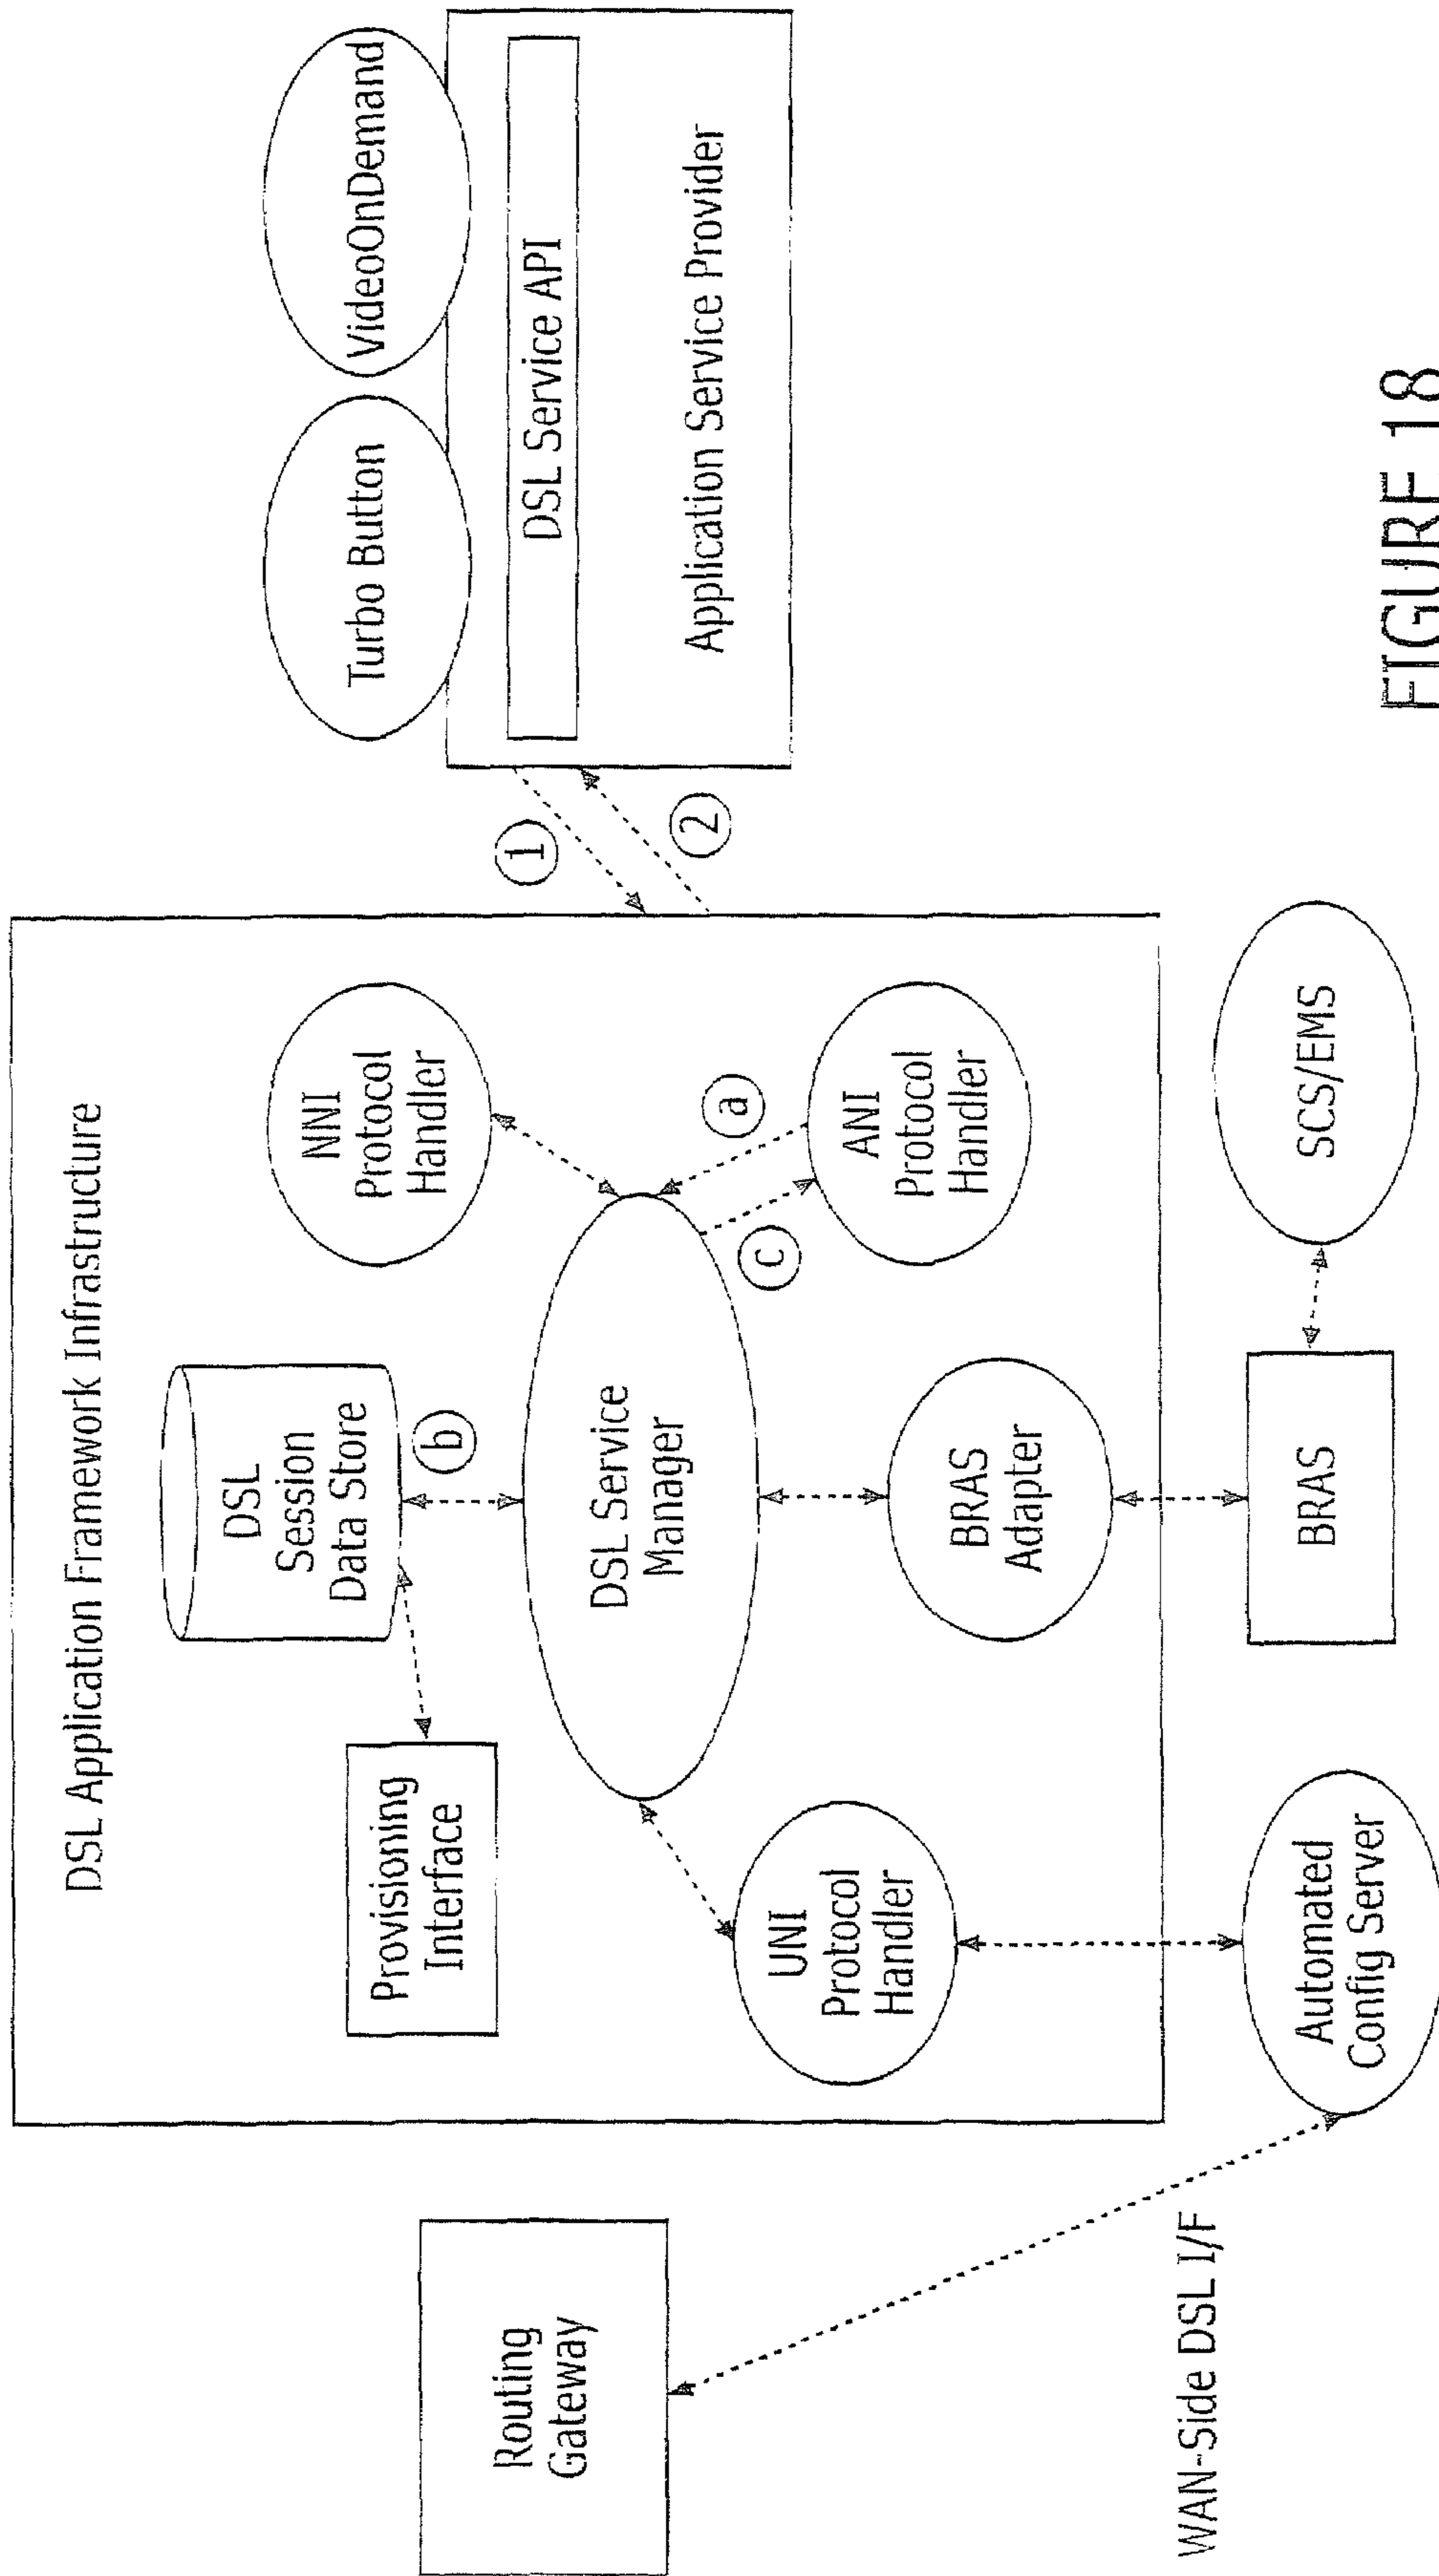 DSL Application Framework Infrastructure
Routing
Gateway
Provisioning
Interface
DSL
Session
Data Store
b
NNI
Protocol
Handler
DSL Service
Manager
UNI
Protocol
Handler
BRAS
Adapter
ANI
Protocol
Handler
a
c
1
2
Turbo Button
VideoOnDemand
DSL Service API
Application Service Provider
WAN-Side DSL I/F
Automated
Config Server
BRAS
SCS/EMS
FIGURE 18